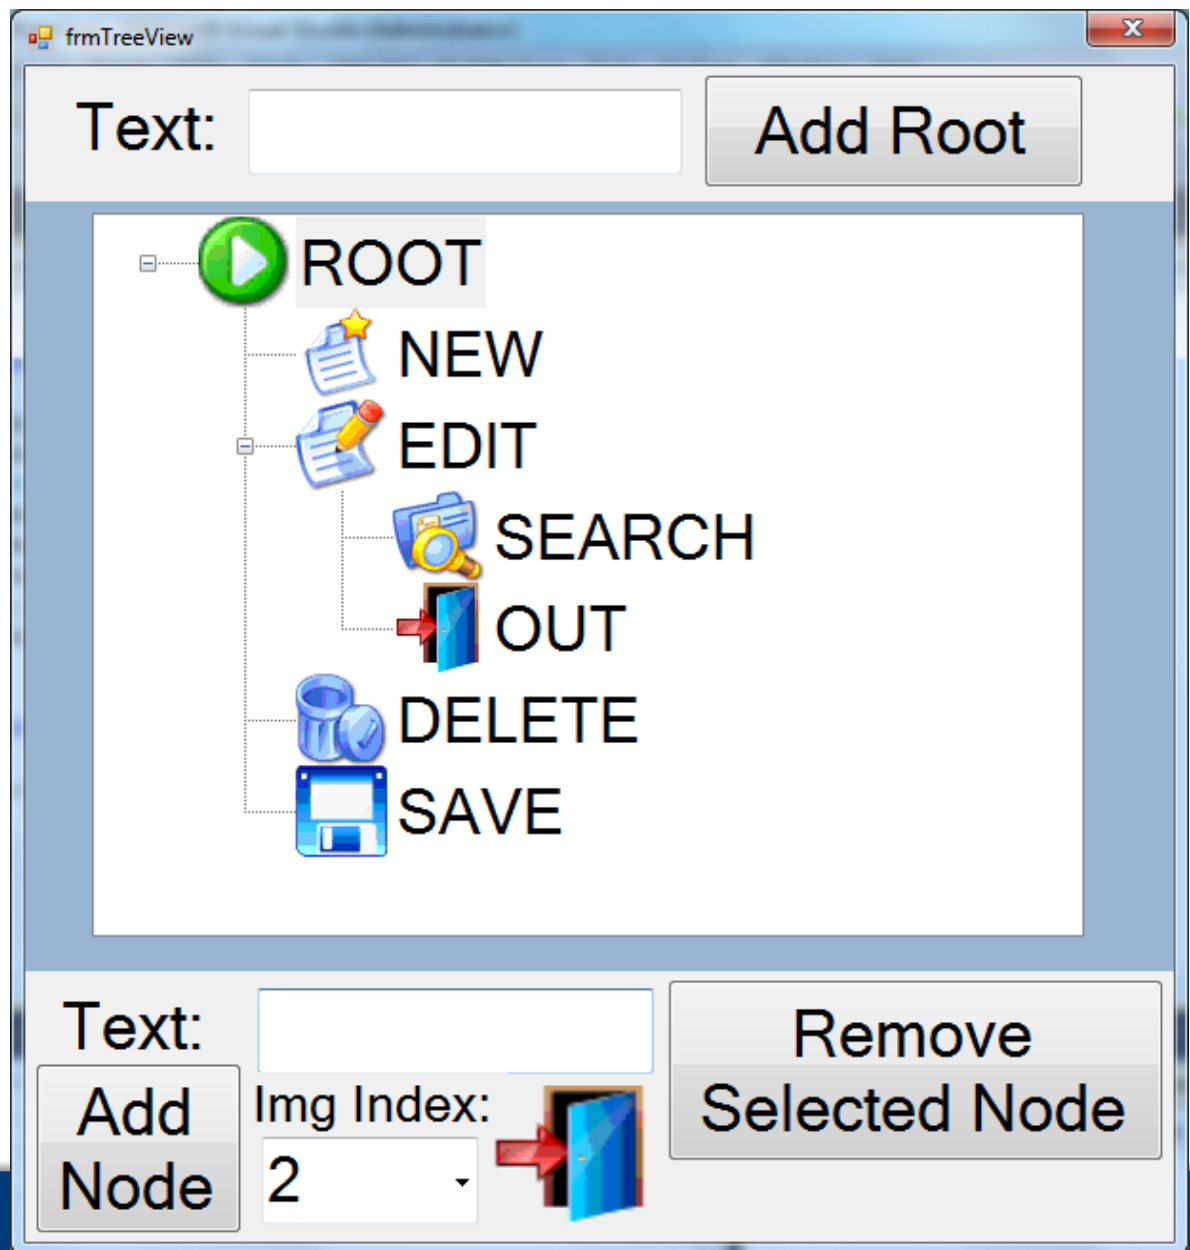 frmTreeView
Text:
Add Root
ROOT
NEW
EDIT
SEARCH
OUT
DELETE
SAVE
Text:
Remove
Selected Node
Add
Node
Img Index:
2